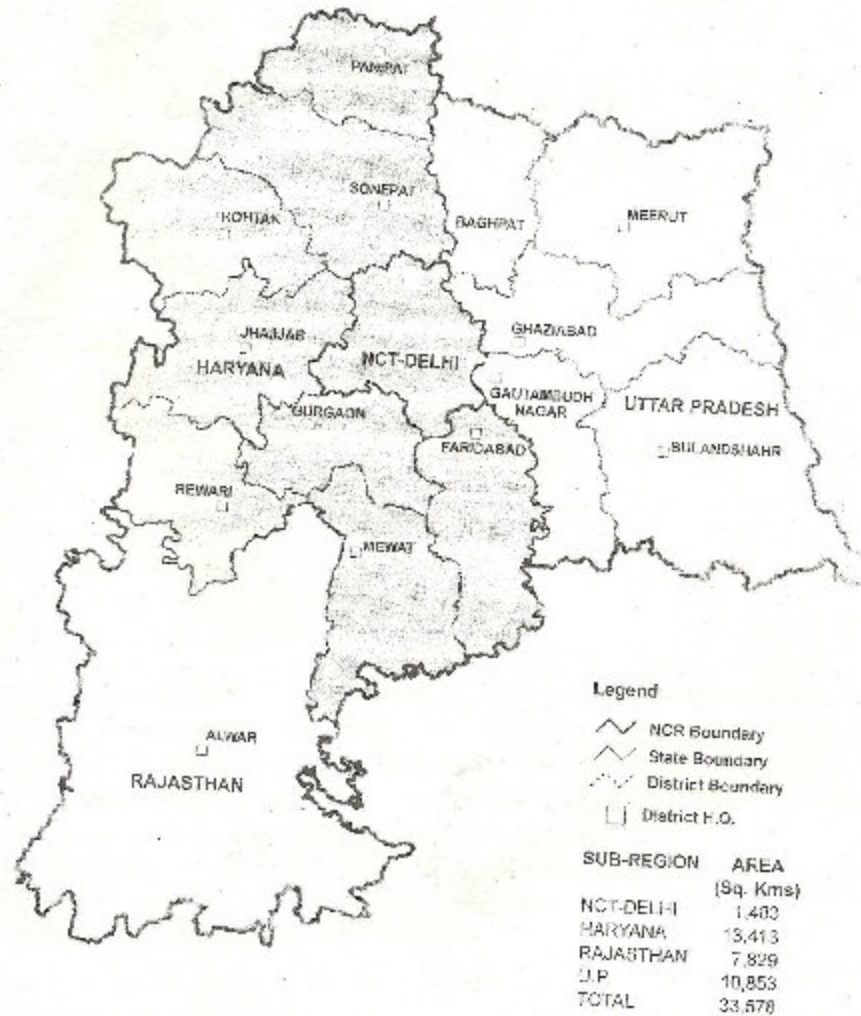 PANIPAT
SONEPAT
ROHTAK
BAGHPAT
MEERUT
GHAZIABAD
JHAJJAR
HARYANA
NCT-DELHI
GAUTAMBUDH
NAGAR
UTTAR PRADESH
GURGAON
FARIDABAD
BULANDSHAHR
REWARI
MEWAT
ALWAR
RAJASTHAN
Legend
NCR Boundary
State Boundary
District Boundary
District H.Q.
SUB-REGION AREA
(Sq. Kms)
NCT-DELHI 1,483
HARYANA 13,413
RAJASTHAN 7,829
U.P. 10,853
TOTAL 33,578